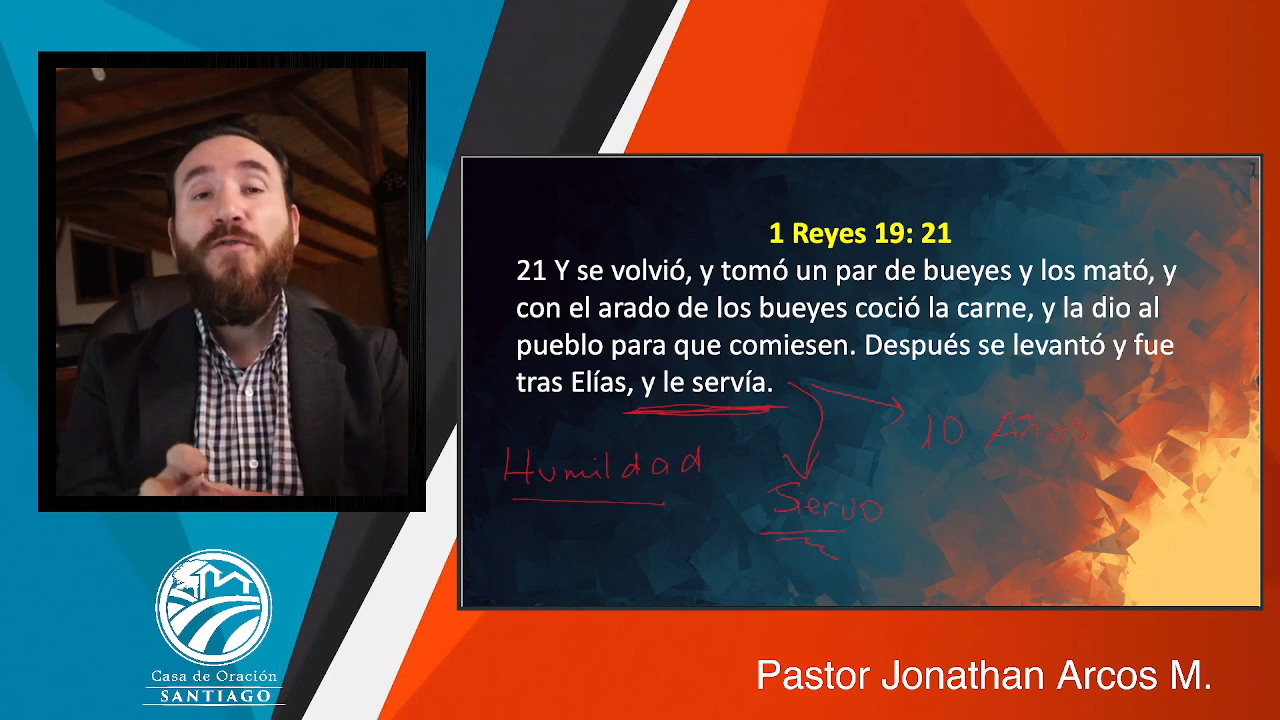 1 Reyes 19: 21
21 Y se volvió, y tomó un par de bueyes y los mató, y
con el arado de los bueyes coció la carne, y la dio al
pueblo para que comiesen. Después se levantó y fue
tras Elías, y le servía.
10 Años
Humildad
Siervo
Casa de Oración
SANTIAGO
Pastor Jonathan Arcos M.